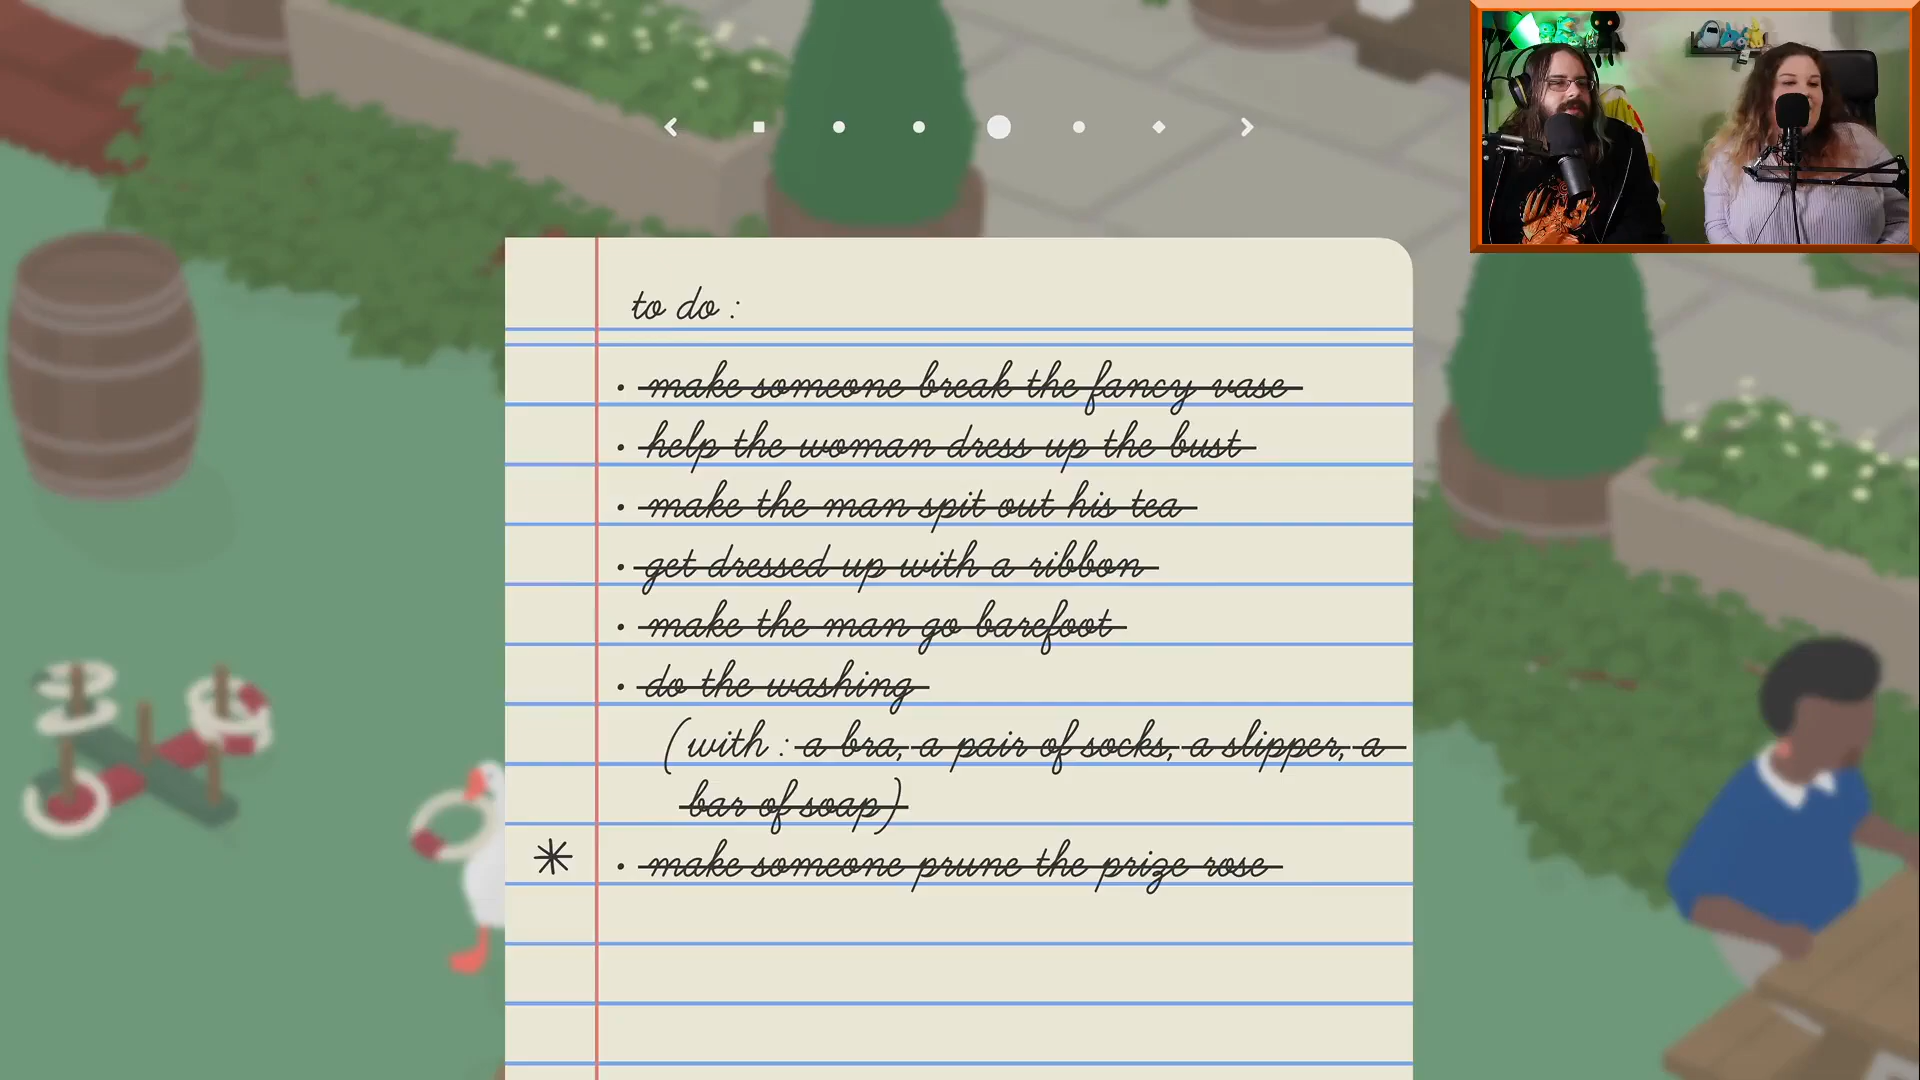 to do :
• make someone break the fancy vase
• help the woman dress up the bust
• make the man spit out his tea
• get dressed up with a ribbon
• make the man go barefoot
• do the washing
(with : a bra, a pair of socks, a slipper, a
bar of soap)
• make someone prune the prize rose